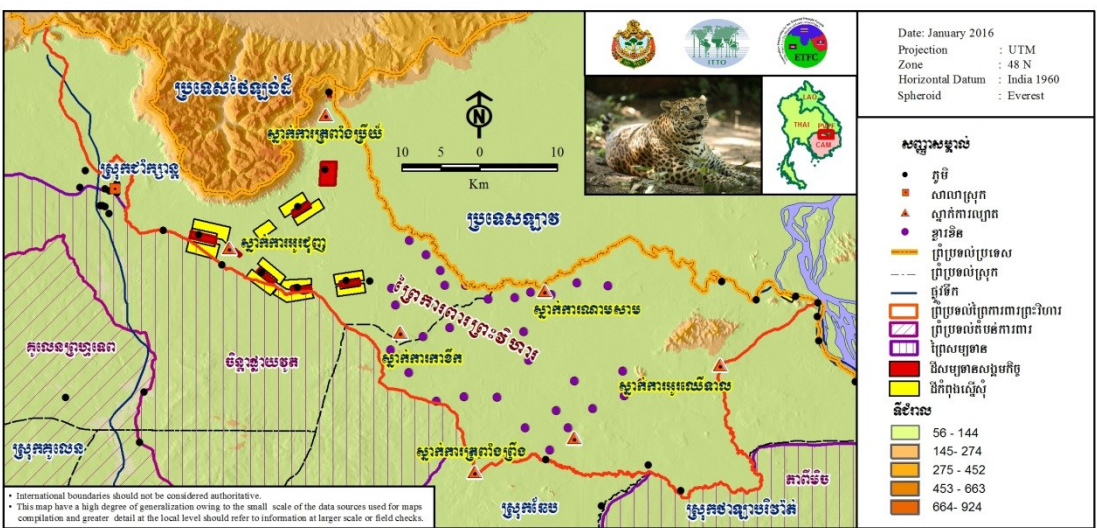 Date: January 2016
Projection : UTM
Zone : 48 N
Horizontal Datum : India 1960
Spheroid : Everest
ITTO
ETFC
LAO
THAI
CAM
ប្រទេសថៃឡង់ដ៏
ស្នាក់ការត្រពាំងប្រីយ៍
N
10 5 0 10
Km
ស្រុកជាំក្សាន្ត
ប្រទេសឡាវ
ស្នាក់ការអូរជុញ
ព្រៃការពារព្រះវិហារ
ស្នាក់ការណាមសាម
ស្នាក់ការកាខឹក
គូលេនព្រហ្មទេព
ចិន្តាផ្លាយវុត
ស្នាក់ការអូរឈើទាល
ស្រុកគូលេន
ស្នាក់ការត្រពាំងព្រីង
ស្រុកឆែប
តាពីមិច
ស្រុកថាឡាបរិវ៉ាត់
សញ្ញាសម្គាល់
ភូមិ
សាលាស្រុក
ស្នាក់ការល្បាត
ខ្លារខិន
ព្រំប្រទល់ប្រទេស
ព្រំប្រទល់ស្រុក
ផ្លូវទឹក
ព្រំប្រទល់ព្រៃការពារព្រះវិហារ
ព្រំប្រទល់តំបន់ការពារ
ព្រៃសម្បទាន
ដីសម្បទានសង្គមកិច្ច
ដីកំពុងស្នើសុំ
ទីជំរាល
56 - 144
145- 274
275 - 452
453 - 663
664- 924
• International boundaries should not be considered authoritative.
• This map have a high degree of generalization owing to the small scale of the data sources used for maps
compilation and greater detail at the local level should refer to information at larger scale or field checks.